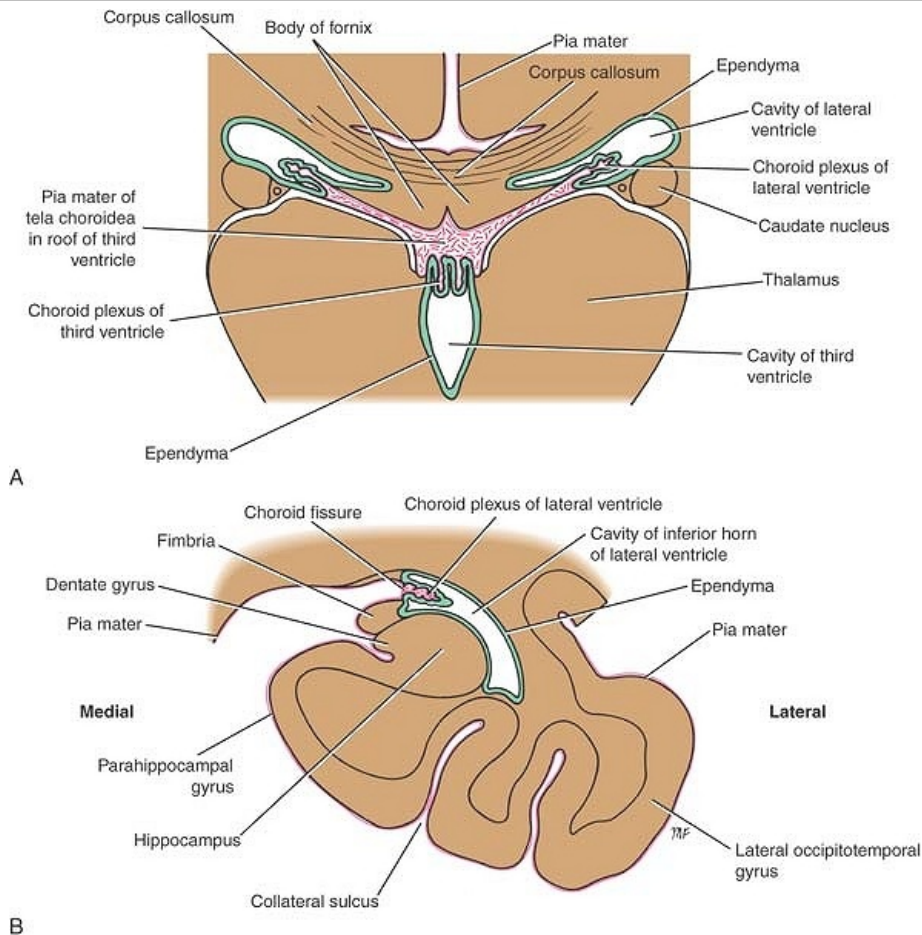 Corpus callosum
Body of fornix
Pia mater
Corpus callosum
Ependyma
Cavity of lateral
ventricle
Choroid plexus of
lateral ventricle
Caudate nucleus
Pia mater of
tela choroidea
in roof of third
ventricle
Thalamus
Choroid plexus of
third ventricle
Cavity of third
ventricle
Ependyma
A
Choroid fissure
Choroid plexus of lateral ventricle
Fimbria
Cavity of inferior horn
of lateral ventricle
Dentate gyrus
Ependyma
Pia mater
Pia mater
Medial
Lateral
Parahippocampal
gyrus
Hippocampus
Lateral occipitotemporal
gyrus
Collateral sulcus
B